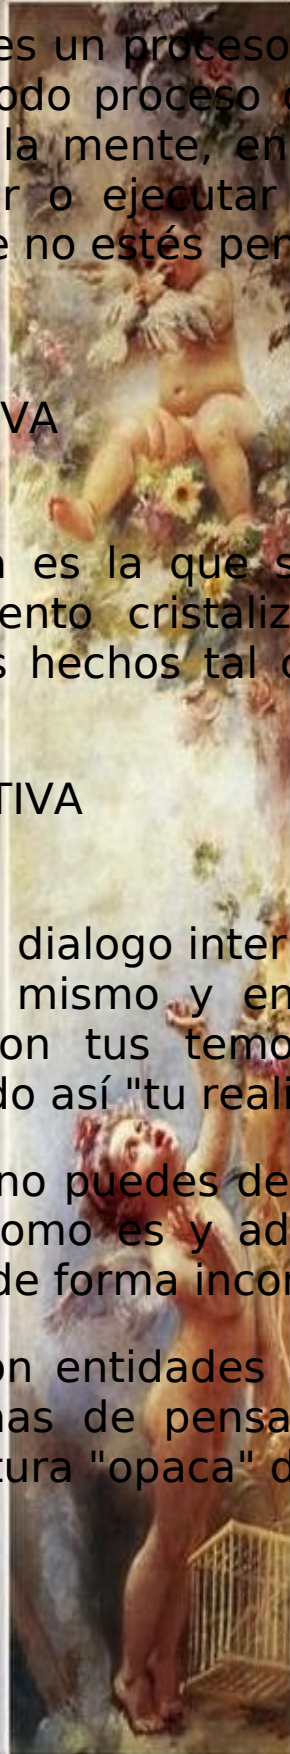 es un proceso
odo proceso
la mente, en
r o ejecutar
e no estés pen
VA
es la que s
ento cristaliz
s hechos tal
TIVA
dialogo inter
mismo y en
on tus temo
do así "tu reali
no puedes de
omo es y ad
de forma incon
on entidades
nas de pensa
tura "opaca" d